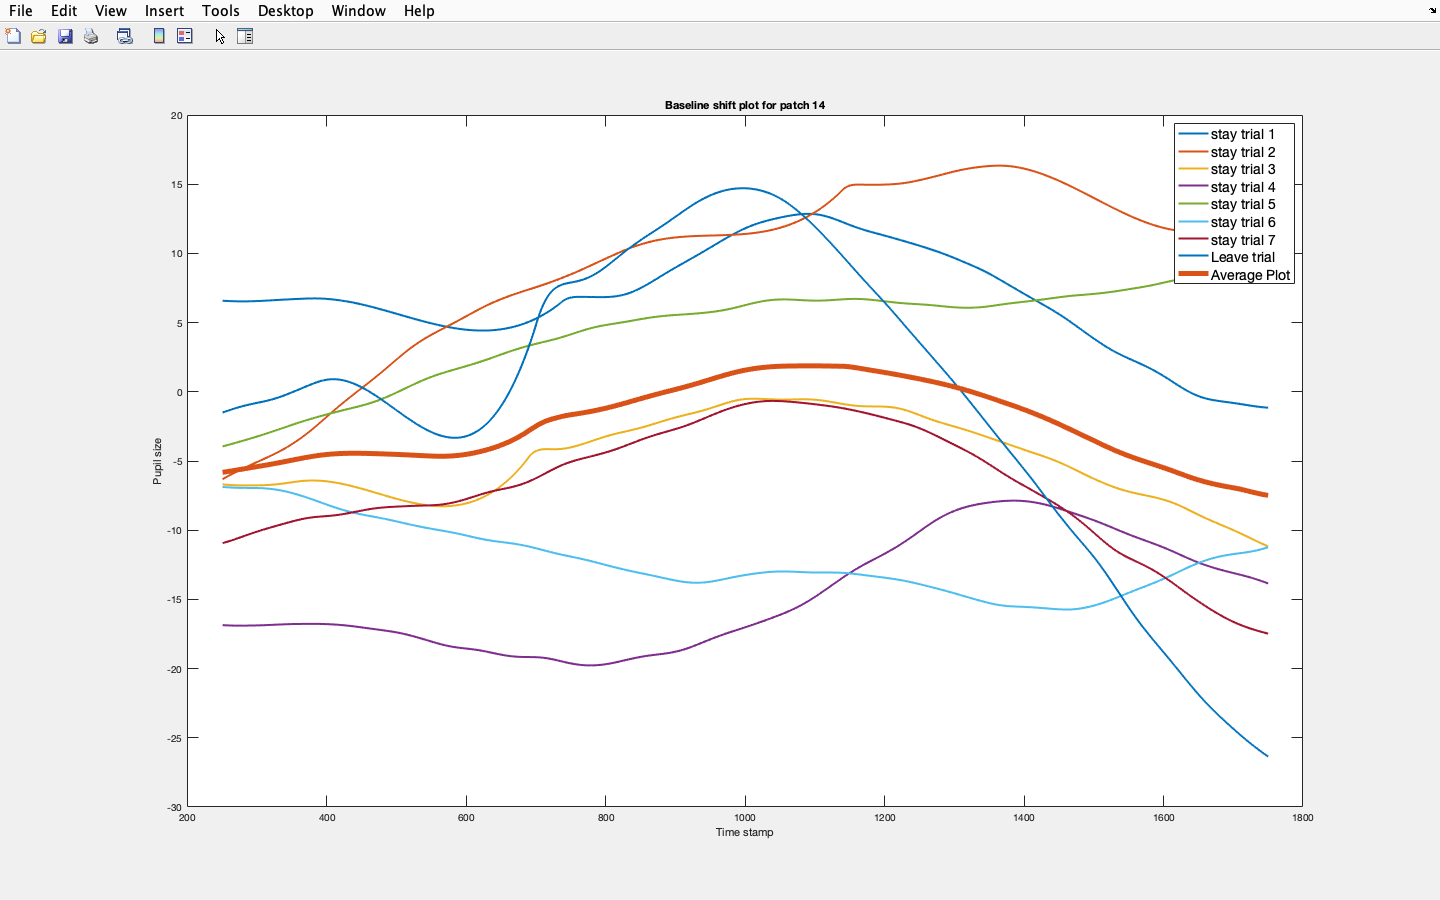 File Edit View Insert Tools Desktop Window Help
Baseline shift plot for patch 14
20
15
10
5
0
-5
-10
-15
-20
-25
-30
Pupil size
stay trial 1
stay trial 2
stay trial 3
stay trial 4
stay trial 5
stay trial 6
stay trial 7
Leave trial
Average Plot
200 400 600 800 1000 1200 1400 1600 1800
Time stamp